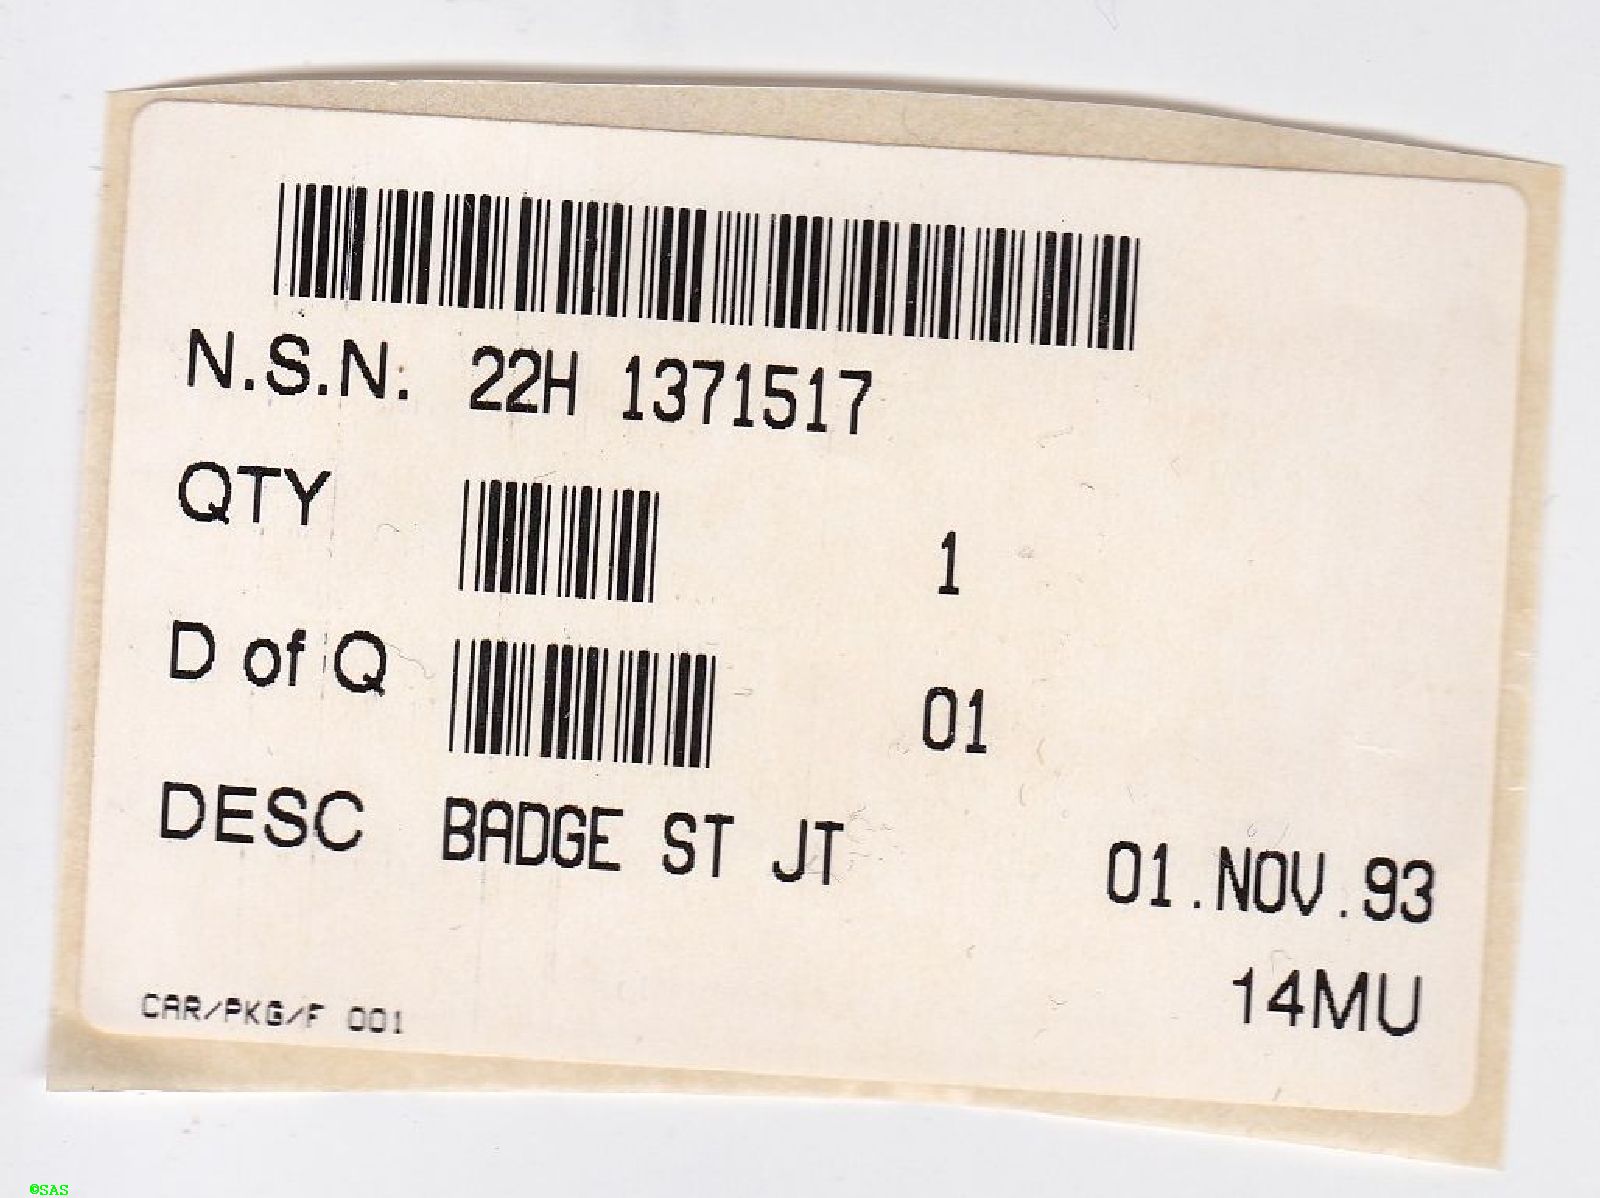 N.S.N. 22H 1371517
QTY 1
D of Q 01
DESC BADGE ST JT
01.NOV.93
14MU
CAR/PKG/F 001
©SAS